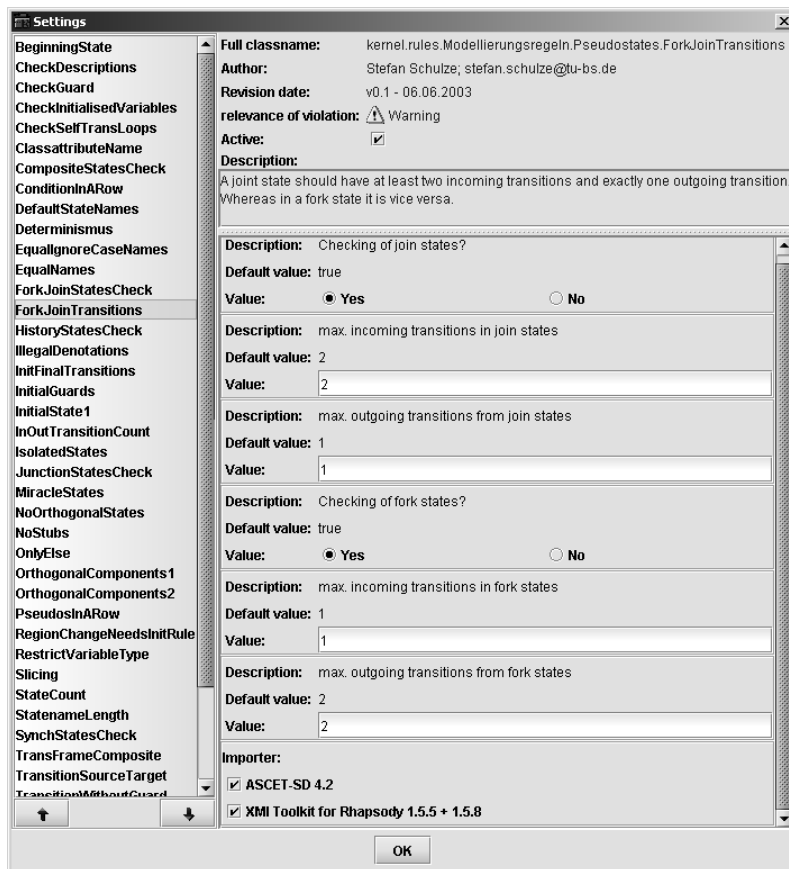 Settings
BeginningState
CheckDescriptions
CheckGuard
CheckInitialisedVariables
CheckSelfTransLoops
ClassattributeName
CompositeStatesCheck
ConditionInARow
DefaultStateNames
Determinismus
EqualIgnoreCaseNames
EqualNames
ForkJoinStatesCheck
ForkJoinTransitions
HistoryStatesCheck
IllegalDenotations
InitFinalTransitions
InitialGuards
InitialState1
InOutTransitionCount
IsolatedStates
JunctionStatesCheck
MiracleStates
NoOrthogonalStates
NoStubs
OnlyElse
OrthogonalComponents1
OrthogonalComponents2
PseudosInARow
RegionChangeNeedsInitRule
RestrictVariableType
Slicing
StateCount
StatenameLength
SynchStatesCheck
TransFrameComposite
TransitionSourceTarget
TransitionWithoutGuard
Full classname: kernel.rules.Modellierungsregeln.Pseudostates.ForkJoinTransitions
Author: Stefan Schulze; stefan.schulze@tu-bs.de
Revision date: v0.1 - 06.06.2003
relevance of violation: Warning
Active:
Description:
A joint state should have at least two incoming transitions and exactly one outgoing transition.
Whereas in a fork state it is vice versa.
Description: Checking of join states?
Default value: true
Value: Yes No
Description: max. incoming transitions in join states
Default value: 2
Value: 2
Description: max. outgoing transitions from join states
Default value: 1
Value: 1
Description: Checking of fork states?
Default value: true
Value: Yes No
Description: max. incoming transitions in fork states
Default value: 1
Value: 1
Description: max. outgoing transitions from fork states
Default value: 2
Value: 2
Importer:
ASCET-SD 4.2
XMI Toolkit for Rhapsody 1.5.5 + 1.5.8
OK